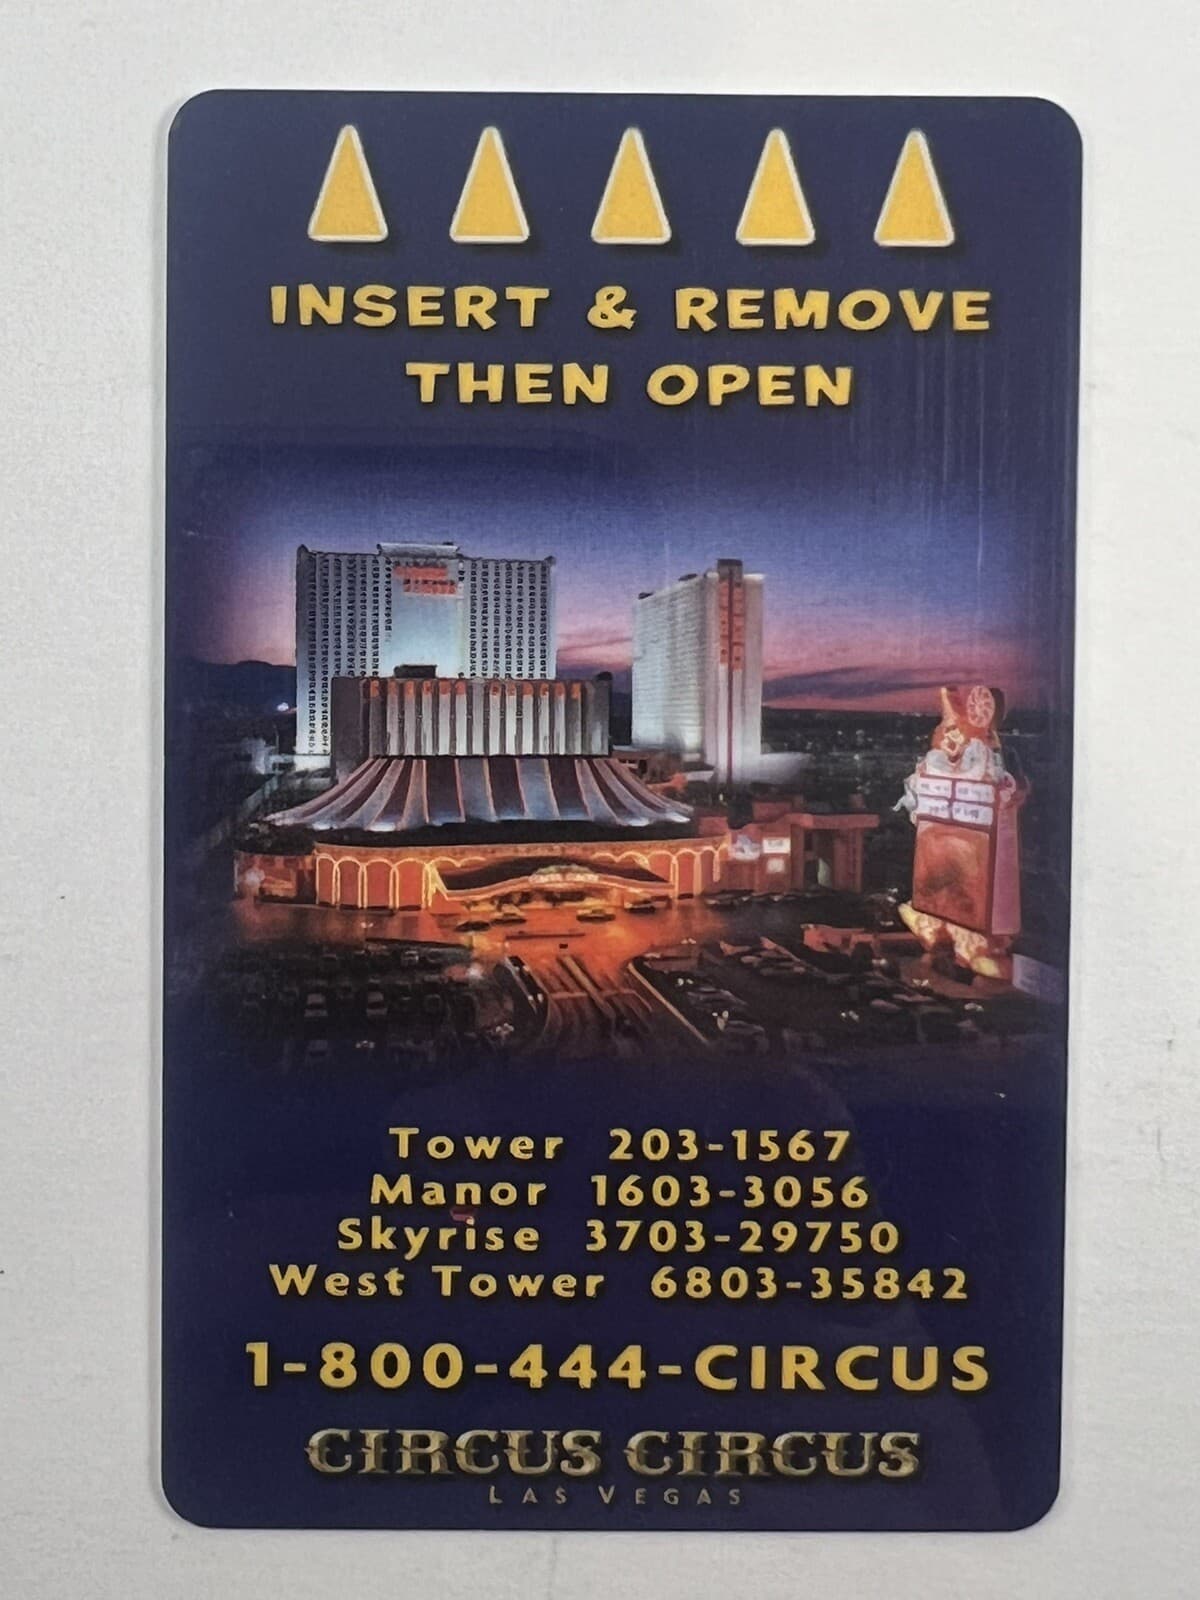 INSERT & REMOVE
THEN OPEN
Tower 203-1567
Manor 1603-3056
Skyrise 3703-29750
West Tower 6803-35842
1-800-444-CIRCUS
CIRCUS CIRCUS
LAS VEGAS